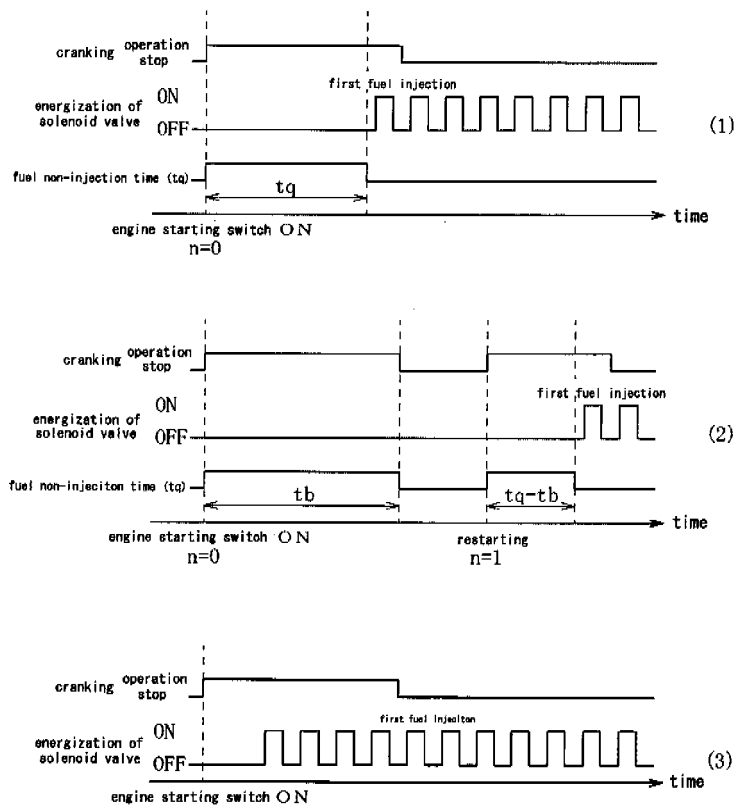 cranking operation
stop
first fuel injection
energization of ON
solenoid valve OFF
(1)
fuel non-injection time (tq)
tq
time
engine starting switch ON
n=0
cranking operation
stop
first fuel injection
energization of ON
solenoid valve OFF
(2)
fuel non-injeciton time (tq)
tb
tq-tb
time
engine starting switch ON
n=0
restarting
n=1
cranking operation
stop
first fuel injeciton
energization of ON
solenoid valve OFF
(3)
time
engine starting switch ON